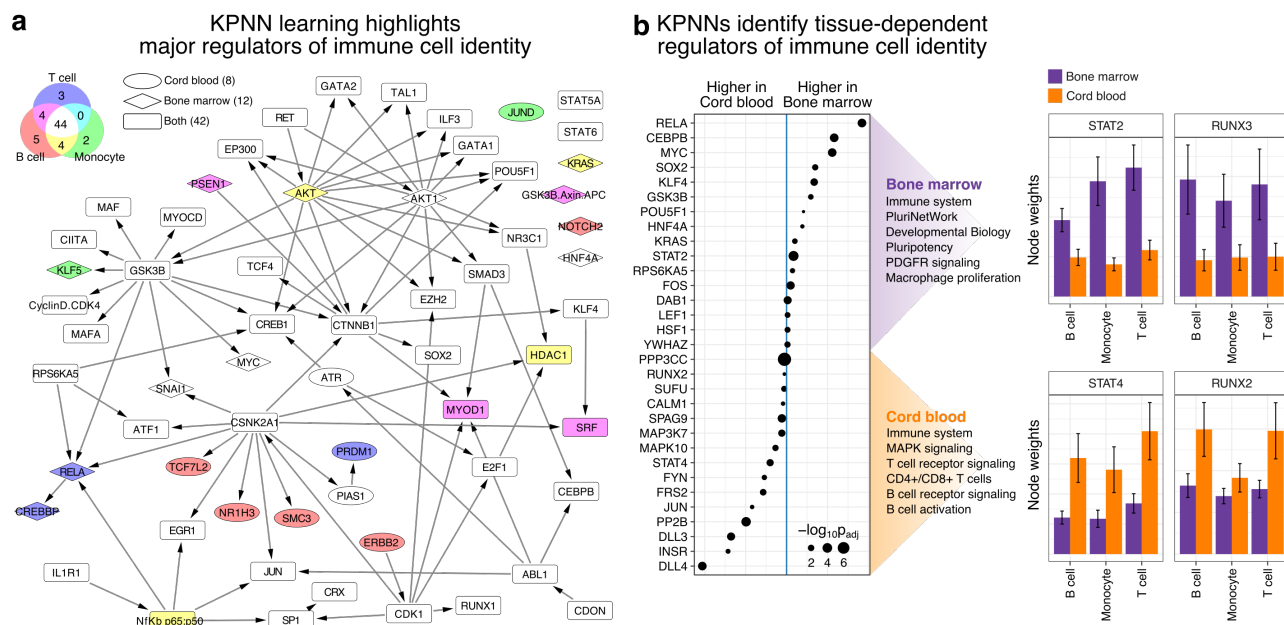 a
KPNN learning highlights
major regulators of immune cell identity
T cell
3
4
0
44
5
4
2
B cell
Monocyte
Cord blood (8)
Bone marrow (12)
Both (42)
GATA2
TAL1
STAT5A
RET
ILF3
JUND
STAT6
EP300
GATA1
KRAS
POU5F1
PSEN1
AKT
AKT1
GSK3B.Axin.APC
MAF
MYOCD
NOTCH2
CIITA
NR3C1
HNF4A
KLF5
GSK3B
TCF4
SMAD3
CyclinD.CDK4
EZH2
KLF4
MAFA
CREB1
CTNNB1
MYC
SOX2
HDAC1
RPS6KA5
SNAI1
ATR
MYOD1
ATF1
CSNK2A1
SRF
RELA
TCF7L2
PRDM1
E2F1
CREBBP
PIAS1
CEBPB
NR1H3
SMC3
EGR1
ERBB2
IL1R1
JUN
ABL1
CRX
NfKb p65:p50
SP1
CDK1
RUNX1
CDON
b
KPNNs identify tissue-dependent
regulators of immune cell identity
Higher in
Cord blood
Higher in
Bone marrow
RELA
CEBPB
MYC
SOX2
KLF4
GSK3B
POU5F1
HNF4A
KRAS
STAT2
RPS6KA5
FOS
DAB1
LEF1
HSF1
YWHAZ
PPP3CC
RUNX2
SUFU
CALM1
SPAG9
MAP3K7
MAPK10
STAT4
FYN
FRS2
JUN
PP2B
DLL3
INSR
DLL4
−log10padj
2 4 6
Bone marrow
Immune system
PluriNetWork
Developmental Biology
Pluripotency
PDGFR signaling
Macrophage proliferation
Cord blood
Immune system
MAPK signaling
T cell receptor signaling
CD4+/CD8+ T cells
B cell receptor signaling
B cell activation
Bone marrow
Cord blood
STAT2
RUNX3
Node weights
B cell
Monocyte
T cell
B cell
Monocyte
T cell
STAT4
RUNX2
Node weights
B cell
Monocyte
T cell
B cell
Monocyte
T cell